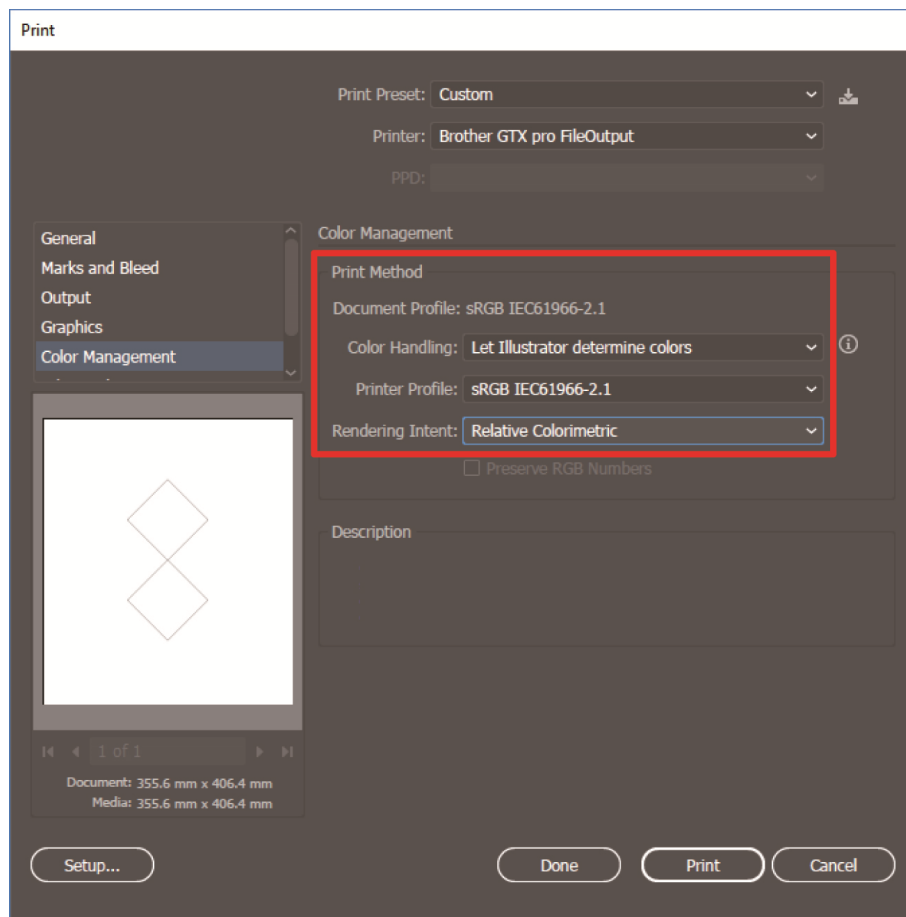 Print
Print Preset: Custom
Printer: Brother GTX pro FileOutput
PPD:
General
Marks and Bleed
Output
Graphics
Color Management
Color Management
Print Method
Document Profile: sRGB IEC61966-2.1
Color Handling: Let Illustrator determine colors
Printer Profile: sRGB IEC61966-2.1
Rendering Intent: Relative Colorimetric
Preserve RGB Numbers
Description
1 of 1
Document: 355.6 mm x 406.4 mm
Media: 355.6 mm x 406.4 mm
Setup...
Done
Print
Cancel